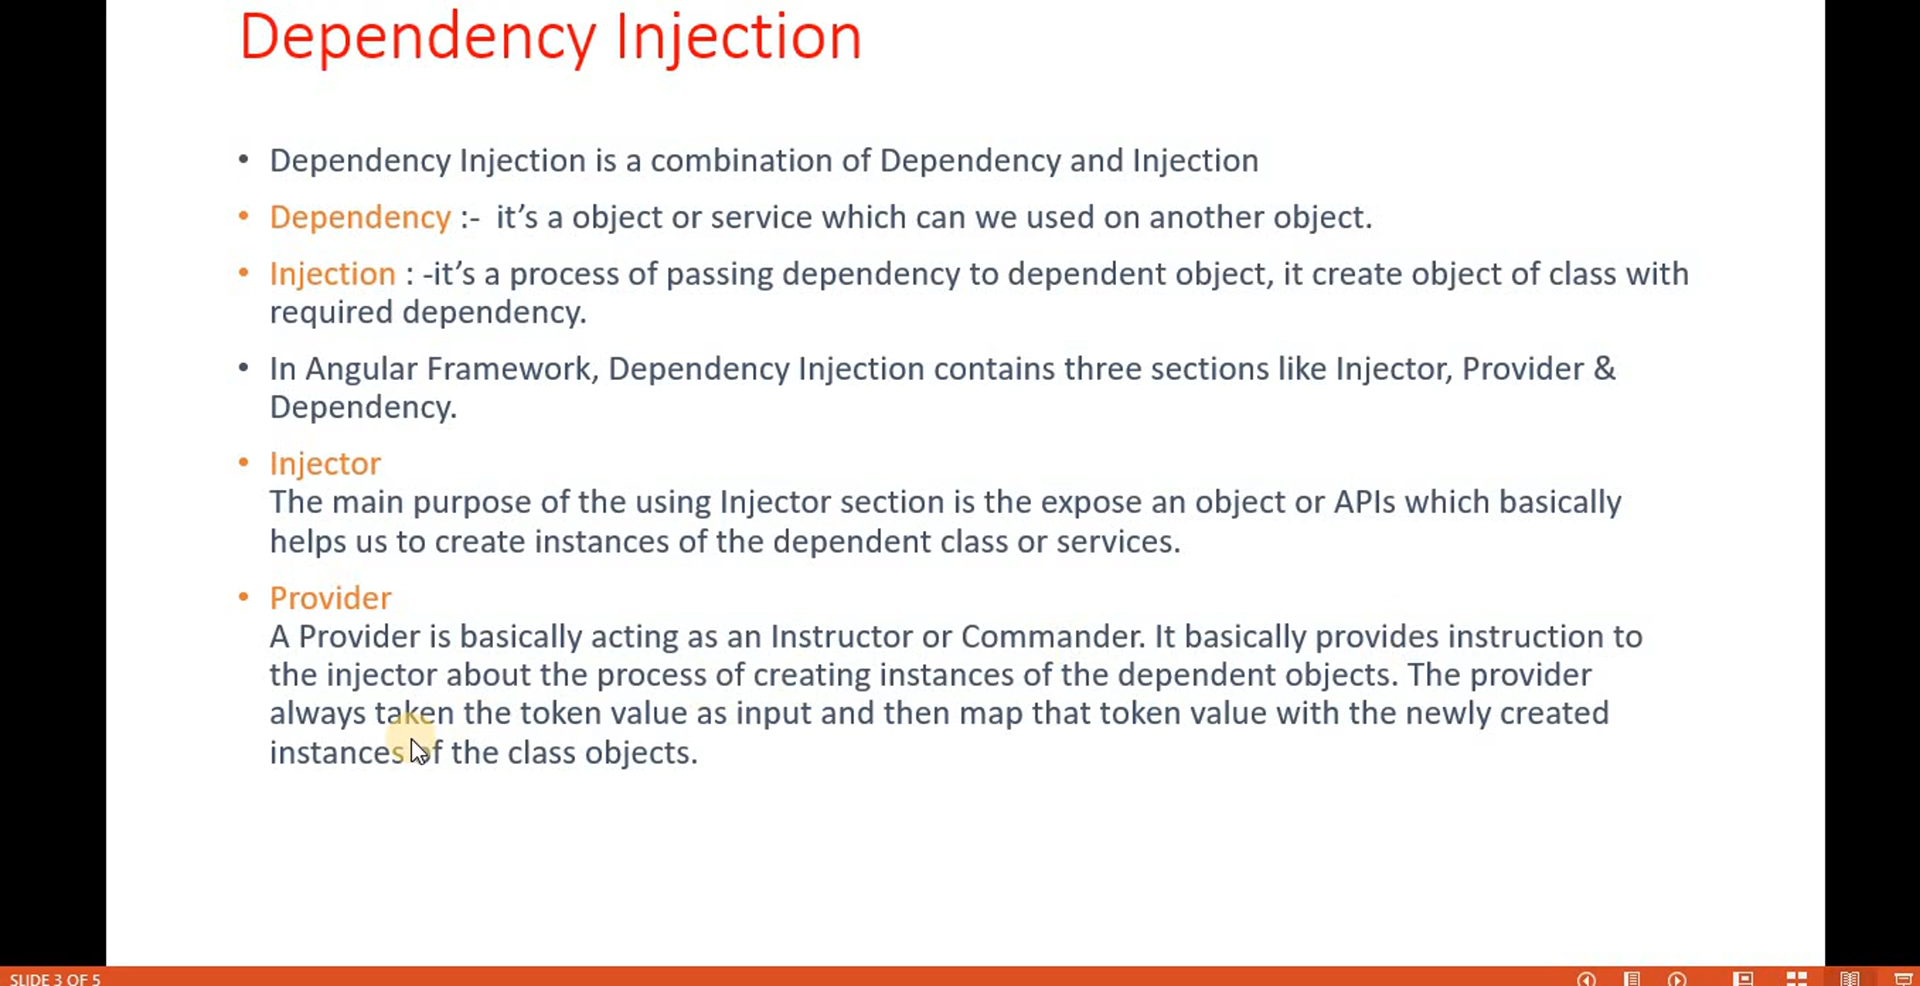 Dependency Injection
• Dependency Injection is a combination of Dependency and Injection
• Dependency :-  it’s a object or service which can we used on another object.
• Injection : -it’s a process of passing dependency to dependent object, it create object of class with
required dependency.
• In Angular Framework, Dependency Injection contains three sections like Injector, Provider &
Dependency.
• Injector
The main purpose of the using Injector section is the expose an object or APIs which basically
helps us to create instances of the dependent class or services.
• Provider
A Provider is basically acting as an Instructor or Commander. It basically provides instruction to
the injector about the process of creating instances of the dependent objects. The provider
always taken the token value as input and then map that token value with the newly created
instances of the class objects.
SLIDE 3 OF 5